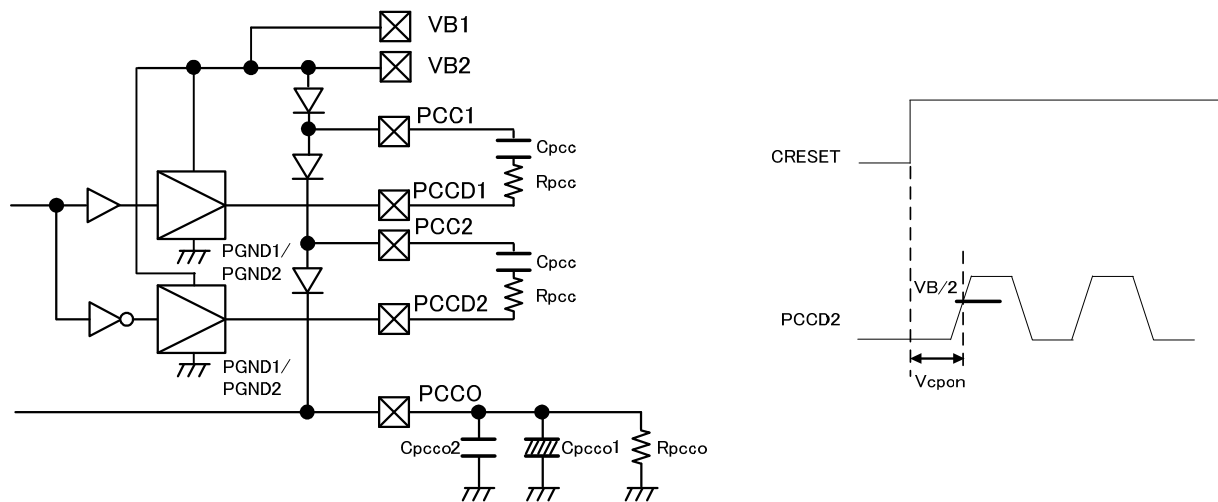 VB1
VB2
PCC1
Cpcc
Rpcc
PCCD1
PCC2
PGND1/
PGND2
Cpcc
Rpcc
PCCD2
PGND1/
PGND2
PCCO
Cpcco2
Cpcco1
Rpcco
CRESET
VB/2
PCCD2
Vcpon